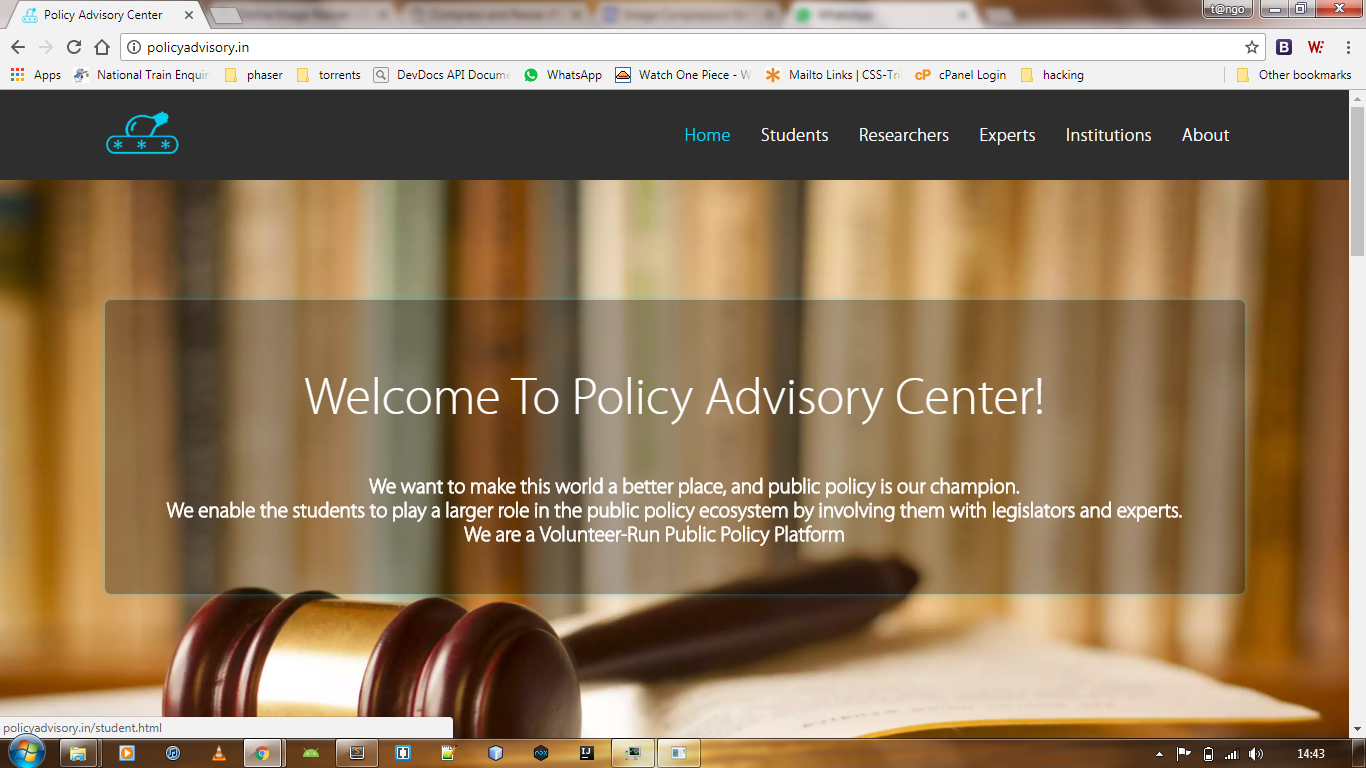 Policy Advisory Center
WhatsApp
t@ngo
policyadvisory.in
Apps
National Train Enquir
phaser
torrents
DevDocs API Docume
WhatsApp
Watch One Piece - W
Mailto Links | CSS-Tri
cP
cPanel Login
hacking
Other bookmarks
* * *
Home
Students
Researchers
Experts
Institutions
About
Welcome To Policy Advisory Center!
We want to make this world a better place, and public policy is our champion.
We enable the students to play a larger role in the public policy ecosystem by involving them with legislators and experts.
We are a Volunteer-Run Public Policy Platform
policyadvisory.in/student.html
14:43